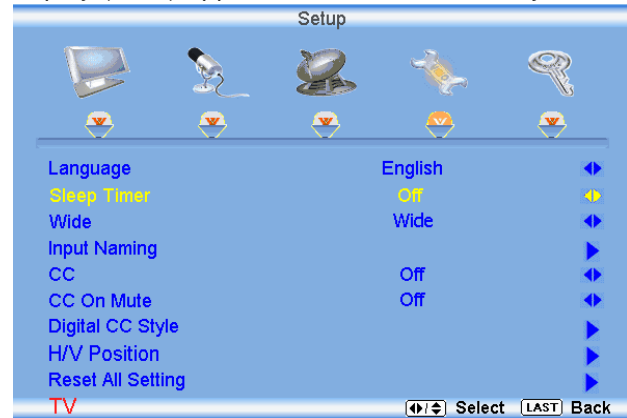 Setup
Language English
Sleep Timer Off
Wide Wide
Input Naming
CC Off
CC On Mute Off
Digital CC Style
H/V Position
Reset All Setting
TV Select LAST Back